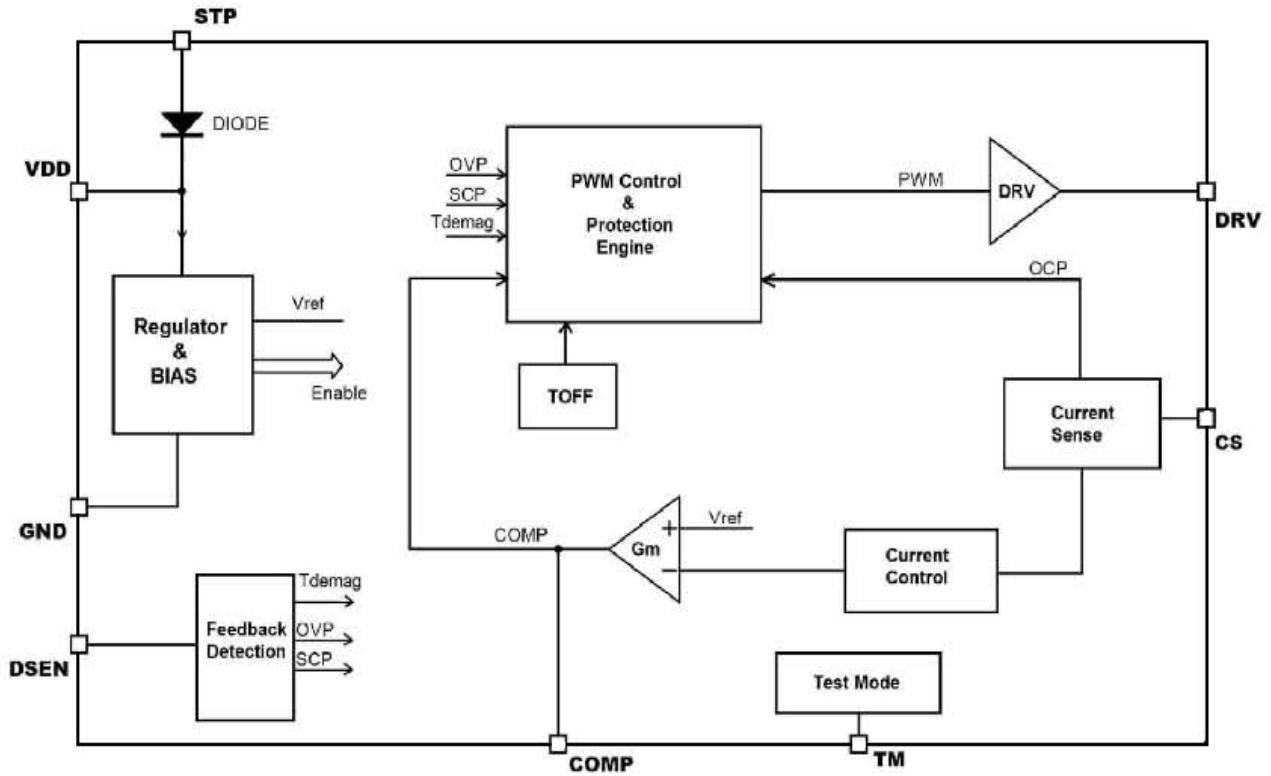 STP
DIODE
VDD
OVP
SCP
Tdemag
PWM Control
&
Protection
Engine
PWM
DRV
DRV
OCP
Regulator
&
BIAS
Vref
Enable
TOFF
Current
Sense
CS
GND
COMP
Gm
+
−
Vref
Current
Control
Tdemag
OVP
SCP
Feedback
Detection
DSEN
Test Mode
COMP
TM